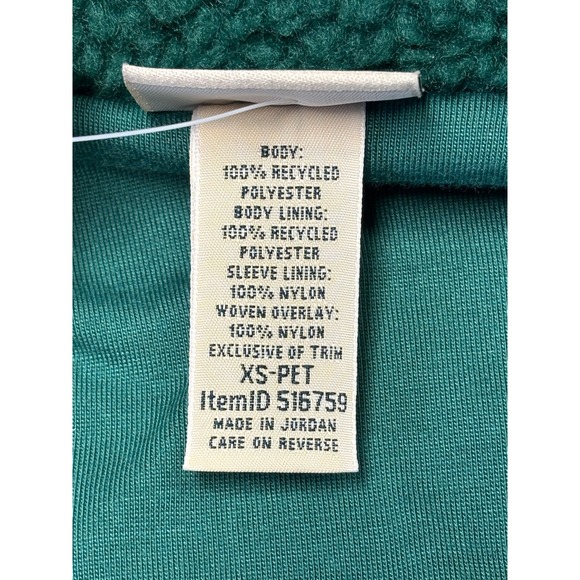 BODY:
100% RECYCLED
POLYESTER
BODY LINING:
100% RECYCLED
POLYESTER
SLEEVE LINING:
100% NYLON
WOVEN OVERLAY:
100% NYLON
EXCLUSIVE OF TRIM
XS-PET
ItemID 516759
MADE IN JORDAN
CARE ON REVERSE